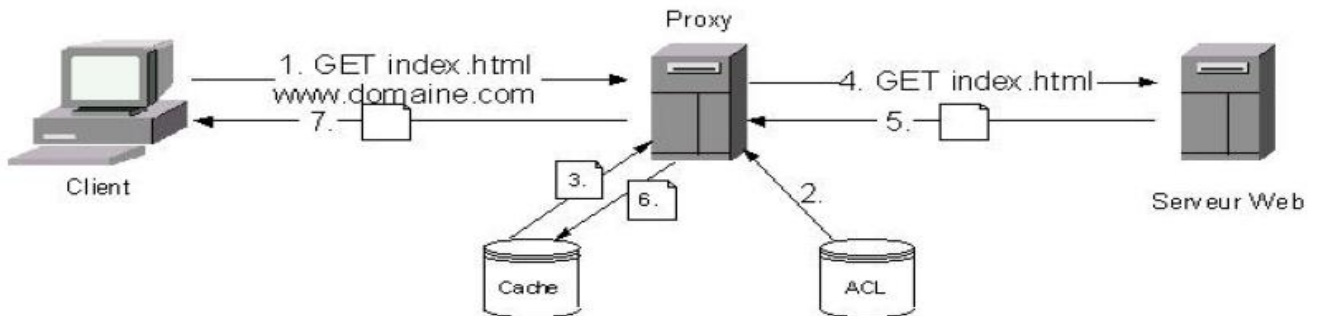 Proxy
1. GET index.html
www.domaine.com
4. GET index.html
7.
5.
Client
3.
6.
2.
Serveur Web
Cache
ACL